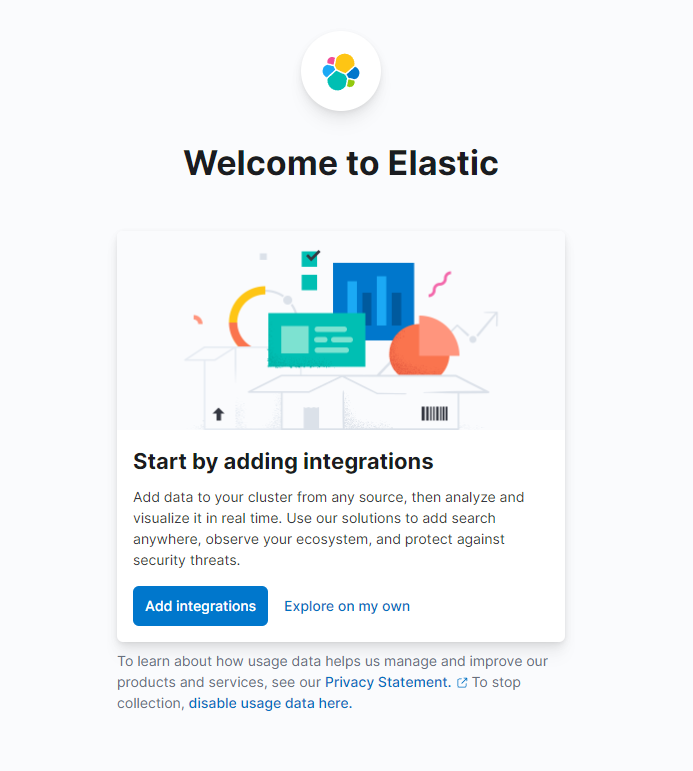 Welcome to Elastic
Start by adding integrations
Add data to your cluster from any source, then analyze and
visualize it in real time. Use our solutions to add search
anywhere, observe your ecosystem, and protect against
security threats.
Add integrations
Explore on my own
To learn about how usage data helps us manage and improve our
products and services, see our Privacy Statement. To stop
collection, disable usage data here.